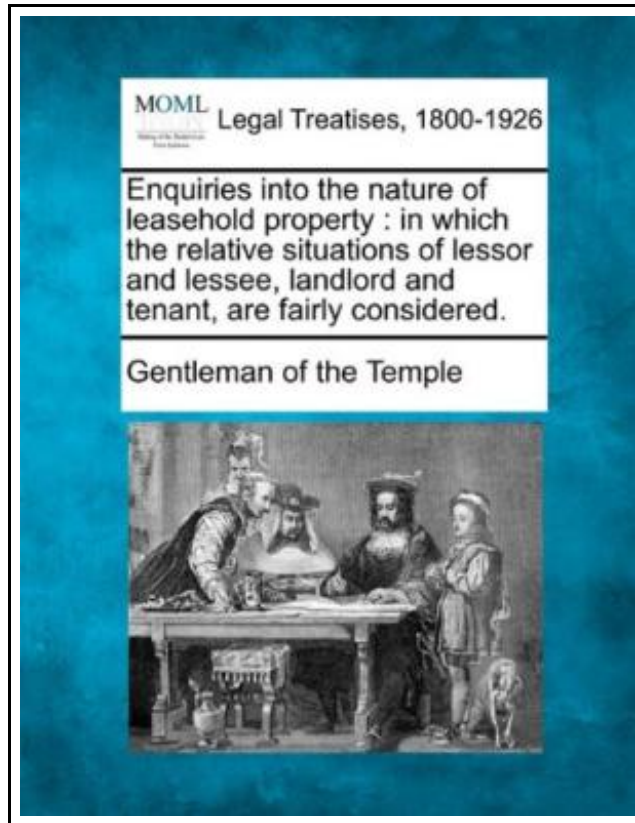 MOML
Legal Treatises, 1800-1926
Enquiries into the nature of
leasehold property : in which
the relative situations of lessor
and lessee, landlord and
tenant, are fairly considered.
Gentleman of the Temple